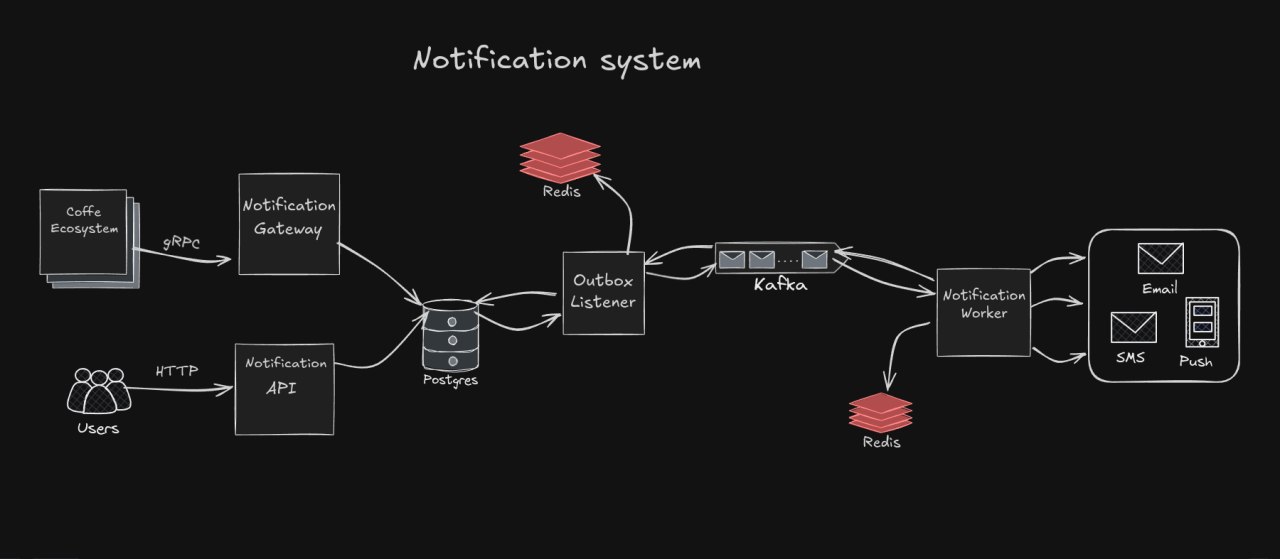 Notification system
Redis
Coffe
Ecosystem
gRPC
Notification
Gateway
Outbox
Listener
Kafka
Notification
Worker
Email
SMS
Push
Users
HTTP
Notification
API
Postgres
Redis